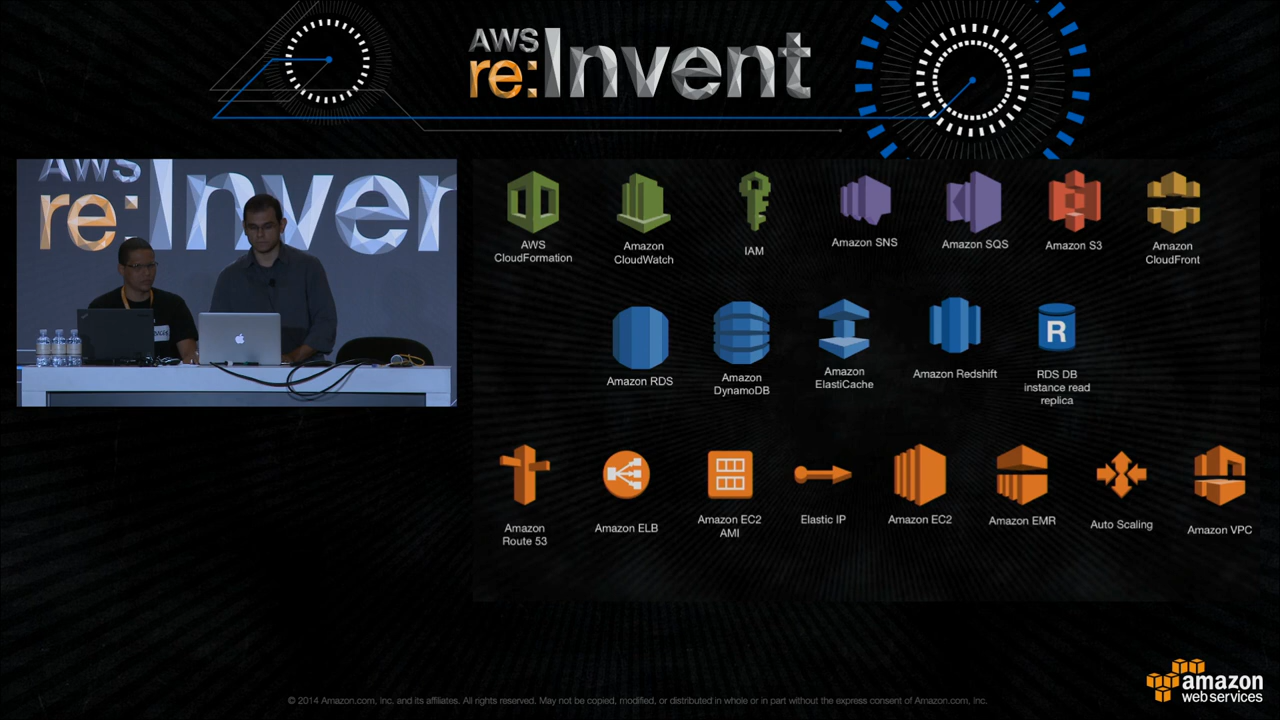 AWS
re:Invent
AWS
re:Inver
AWS
CloudFormation
Amazon
CloudWatch
IAM
Amazon SNS
Amazon SQS
Amazon S3
Amazon
CloudFront
Amazon RDS
Amazon
DynamoDB
Amazon
ElastiCache
Amazon Redshift
R
RDS DB
instance read
replica
Amazon
Route 53
Amazon ELB
Amazon EC2
AMI
Elastic IP
Amazon EC2
Amazon EMR
Auto Scaling
Amazon VPC
© 2014 Amazon.com, Inc. and its affiliates. All rights reserved. May not be copied, modified, or distributed in whole or in part without the express consent of Amazon.com, Inc.
amazon
web services